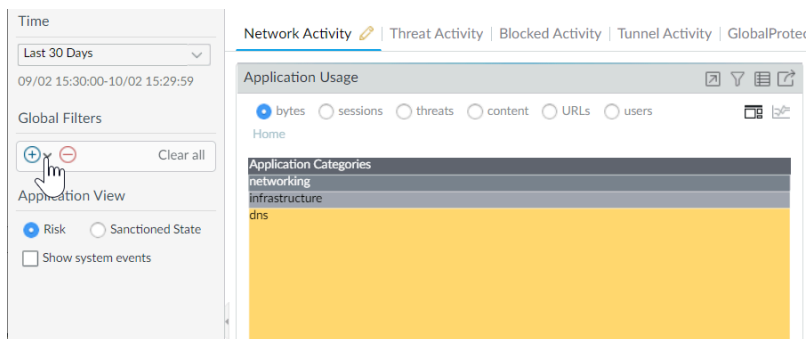 Time
Last 30 Days
09/02 15:30:00-10/02 15:29:59
Global Filters
Clear all
Application View
Risk Sanctioned State
Show system events
Network Activity | Threat Activity | Blocked Activity | Tunnel Activity | GlobalProtec
Application Usage
bytes sessions threats content URLs users
Home
Application Categories
networking
infrastructure
dns